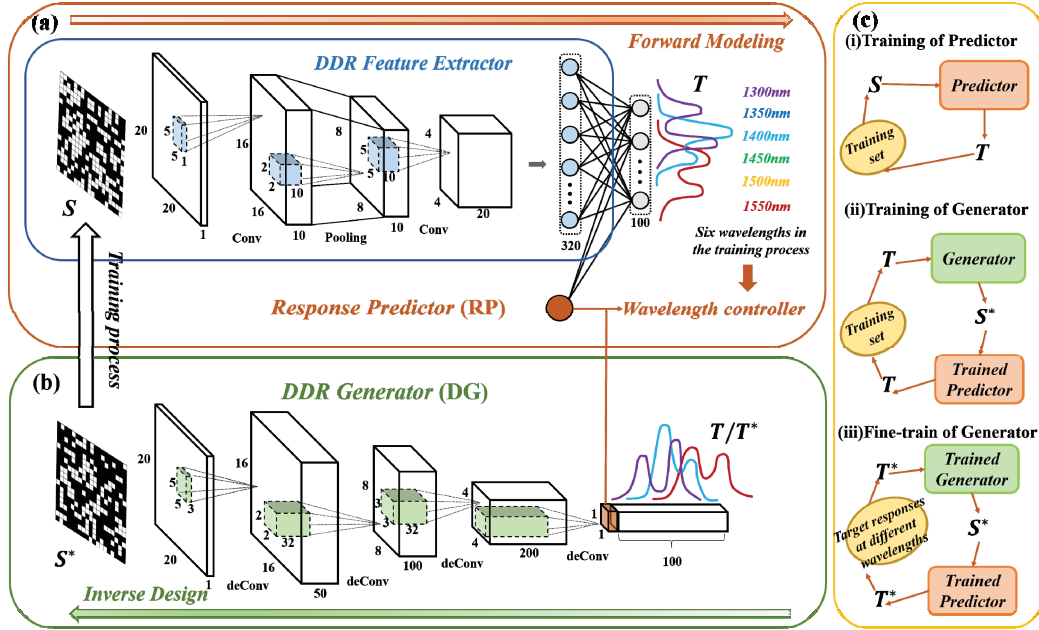 (a)
Forward Modeling
DDR Feature Extractor
S
20
5
5
1
20
1
Conv
16
2
2
10
16
10
Pooling
8
5
5
10
8
10
Conv
4
4
20
320
100
T
1300nm
1350nm
1400nm
1450nm
1500nm
1550nm
Six wavelengths in
the training process
Response Predictor (RP)
Wavelength controller
Training process
(b)
DDR Generator (DG)
S*
20
5
5
3
20
1
deConv
16
2
2
32
16
50
deConv
8
3
3
32
8
100
deConv
4
4
200
deConv
1
1
100
T/T*
Inverse Design
(c)
(i)Training of Predictor
S
Predictor
Training
set
T
(ii)Training of Generator
T
Generator
S*
Training
set
T
Trained
Predictor
(iii)Fine-train of Generator
T*
Trained
Generator
Target responses
at different
wavelengths
S*
T*
Trained
Predictor